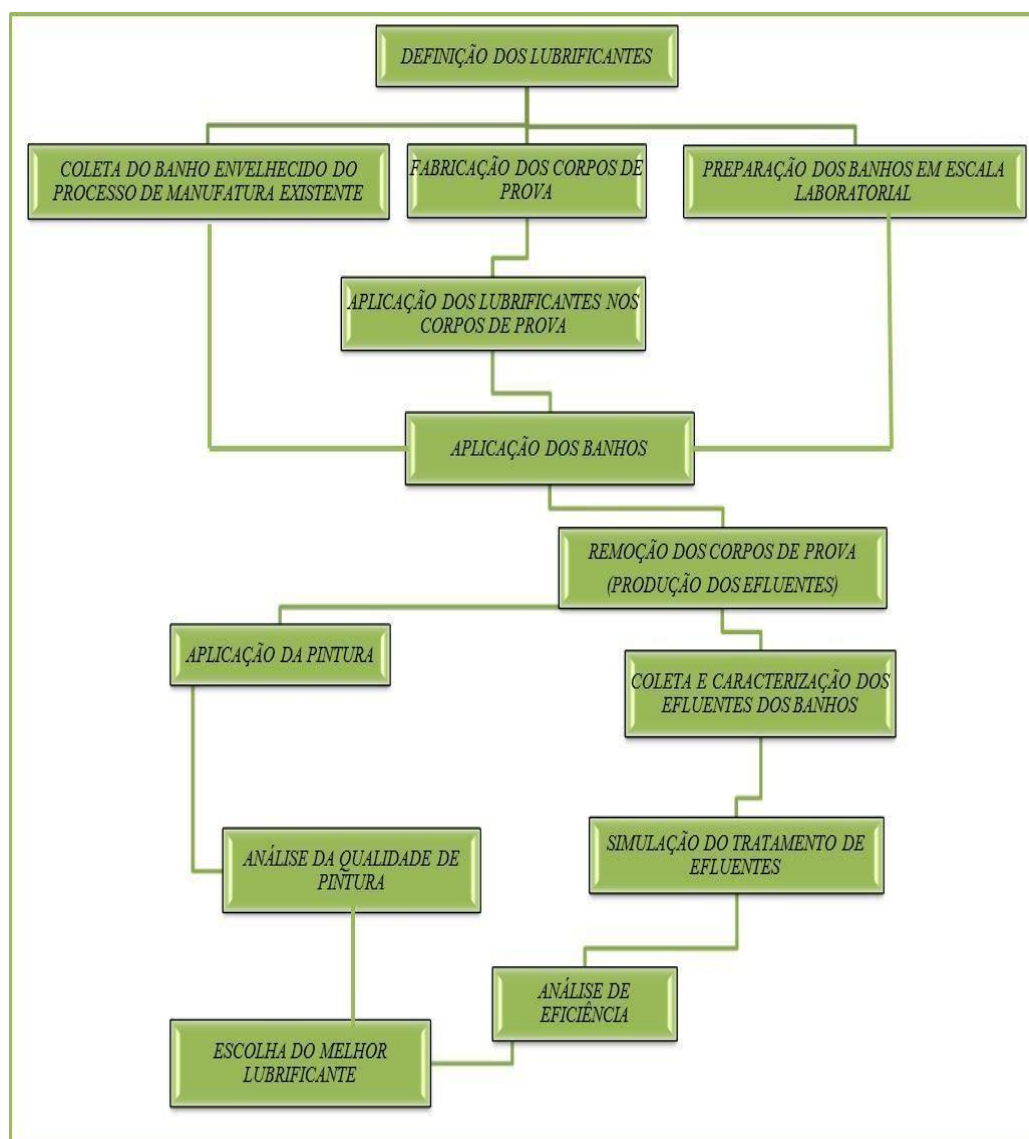 DEFINIÇÃO DOS LUBRIFICANTES
COLETA DO BANHO ENVELHECIDO DO
PROCESSO DE MANUFATURA EXISTENTE
FABRICAÇÃO DOS CORPOS DE
PROVA
PREPARAÇÃO DOS BANHOS EM ESCALA
LABORATORIAL
APLICAÇÃO DOS LUBRIFICANTES NOS
CORPOS DE PROVA
APLICAÇÃO DOS BANHOS
REMOÇÃO DOS CORPOS DE PROVA
(PRODUÇÃO DOS EFLUENTES)
APLICAÇÃO DA PINTURA
COLETA E CARACTERIZAÇÃO DOS
EFLUENTES DOS BANHOS
SIMULAÇÃO DO TRATAMENTO DE
EFLUENTES
ANÁLISE DA QUALIDADE DE
PINTURA
ANÁLISE DE
EFICIÊNCIA
ESCOLHA DO MELHOR
LUBRIFICANTE